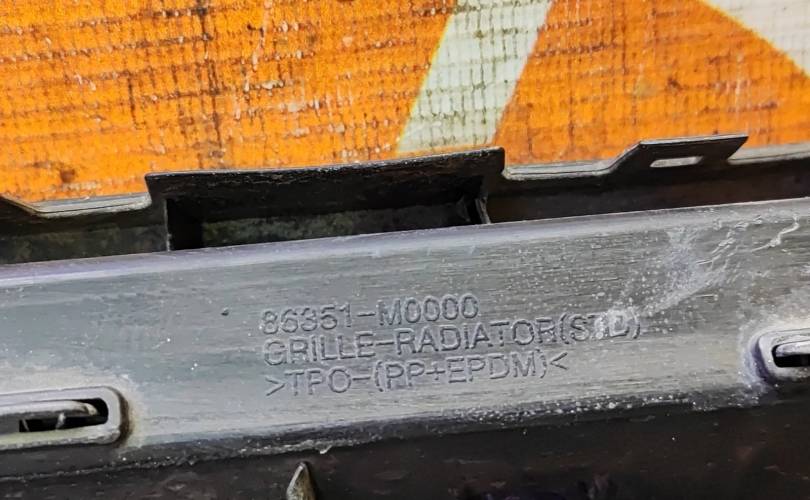 86351-M0000
GRILLE-RADIATOR(STD)
>TPO-(PP+EPDM)<